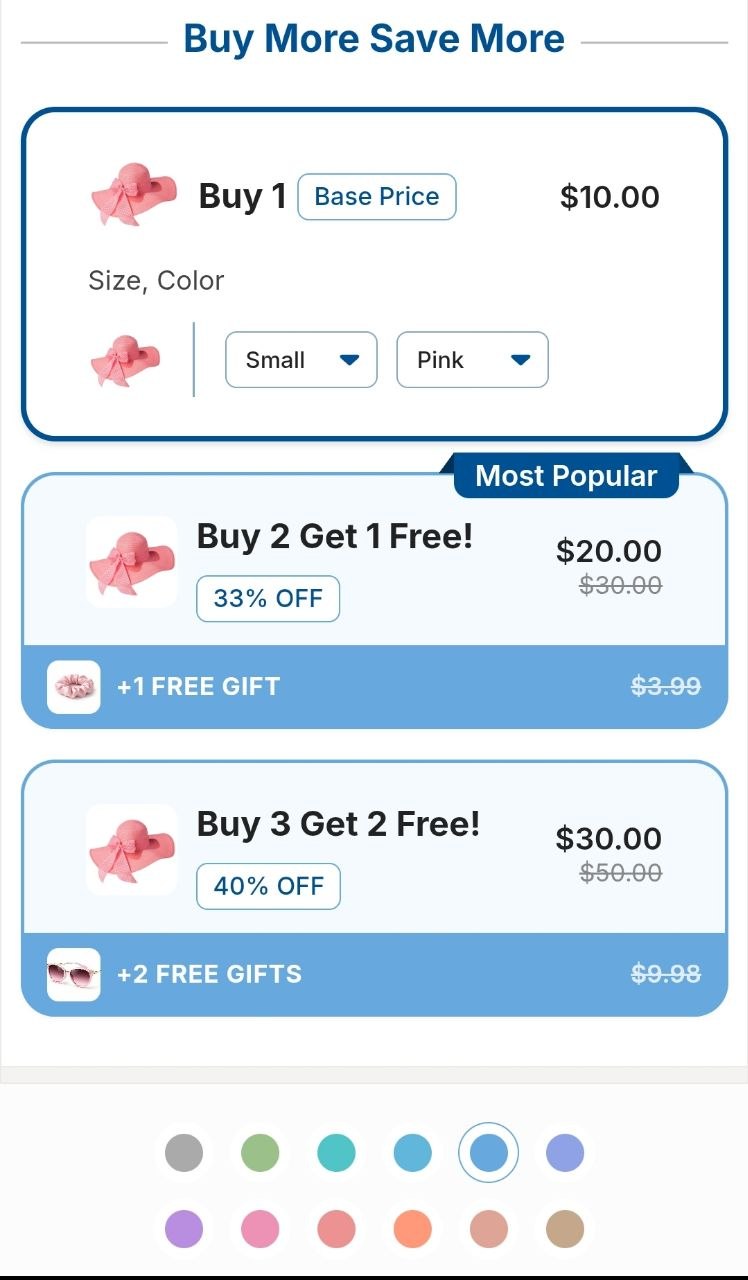 Buy More Save More
Buy 1 Base Price $10.00
Size, Color
Small Pink
Most Popular
Buy 2 Get 1 Free! $20.00
33% OFF $30.00
+1 FREE GIFT $3.99
Buy 3 Get 2 Free! $30.00
40% OFF $50.00
+2 FREE GIFTS $9.98